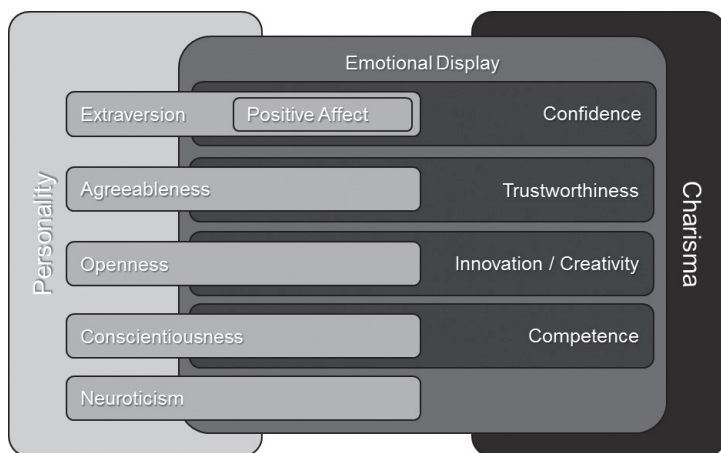 Emotional Display
Personality
Extraversion
Positive Affect
Confidence
Agreeableness
Trustworthiness
Openness
Innovation / Creativity
Conscientiousness
Competence
Neuroticism
Charisma